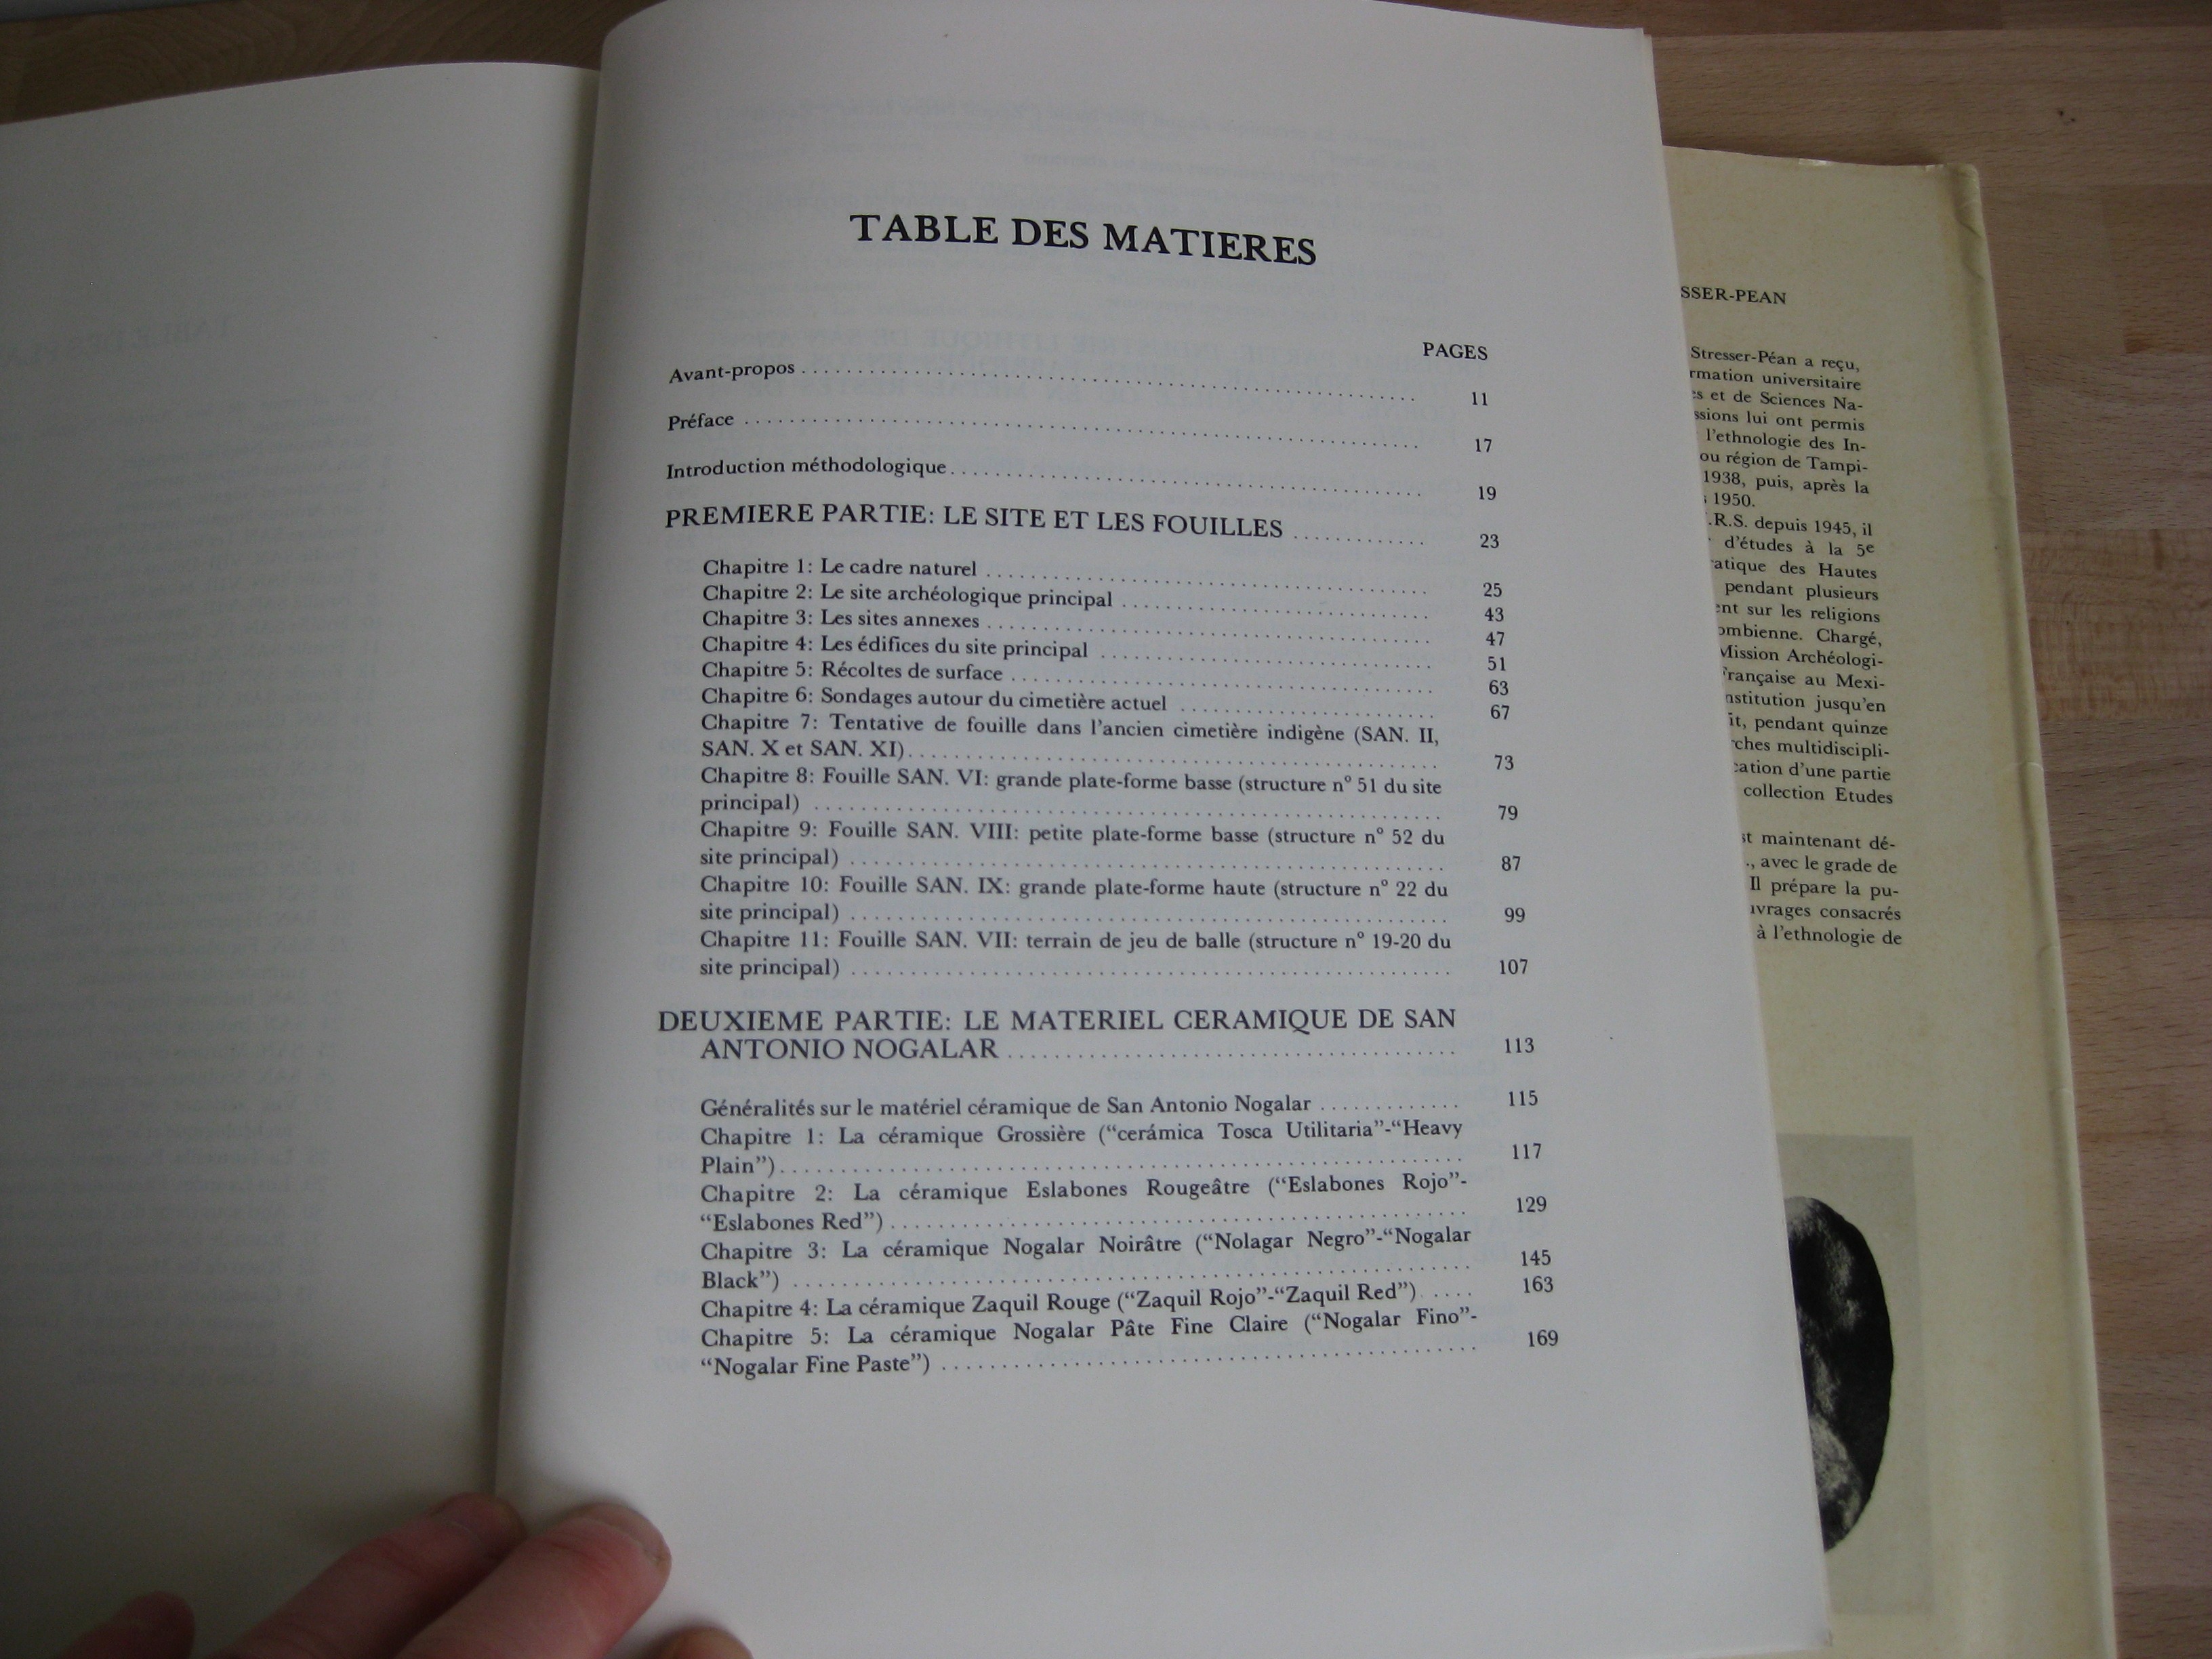 TABLE DES MATIERES
PAGES
Avant-propos . . . . . . . . . . . . . . . . . . . . 11
Préface . . . . . . . . . . . . . . . . . . . . 17
Introduction méthodologique . . . . . . . . . . . . . . . . . . . . 19
PREMIERE PARTIE: LE SITE ET LES FOUILLES . . . . . . . . . . . . 23
Chapitre 1: Le cadre naturel . . . . . . . . . . . . . . . . . . . . 25
Chapitre 2: Le site archéologique principal . . . . . . . . . . . . . . . . . . . . 43
Chapitre 3: Les sites annexes . . . . . . . . . . . . . . . . . . . . 47
Chapitre 4: Les édifices du site principal . . . . . . . . . . . . . . . . . . . . 51
Chapitre 5: Récoltes de surface . . . . . . . . . . . . . . . . . . . . 63
Chapitre 6: Sondages autour du cimetière actuel . . . . . . . . . . . . . . . . . . . . 67
Chapitre 7: Tentative de fouille dans l'ancien cimetière indigène (SAN. II,
SAN. X et SAN. XI) . . . . . . . . . . . . . . . . . . . . 73
Chapitre 8: Fouille SAN. VI: grande plate-forme basse (structure nº 51 du site
principal) . . . . . . . . . . . . . . . . . . . . 79
Chapitre 9: Fouille SAN. VIII: petite plate-forme basse (structure nº 52 du
site principal) . . . . . . . . . . . . . . . . . . . . 87
Chapitre 10: Fouille SAN. IX: grande plate-forme haute (structure nº 22 du
site principal) . . . . . . . . . . . . . . . . . . . . 99
Chapitre 11: Fouille SAN. VII: terrain de jeu de balle (structure nº 19-20 du
site principal) . . . . . . . . . . . . . . . . . . . . 107
DEUXIEME PARTIE: LE MATERIEL CERAMIQUE DE SAN
ANTONIO NOGALAR . . . . . . . . . . . . . . . . . . . . 113
Généralités sur le matériel céramique de San Antonio Nogalar . . . . . . . . . . . . . 115
Chapitre 1: La céramique Grossière (“cerámica Tosca Utilitaria”-“Heavy
Plain”) . . . . . . . . . . . . . . . . . . . . 117
Chapitre 2: La céramique Eslabones Rougeâtre (“Eslabones Rojo”-
“Eslabones Red”) . . . . . . . . . . . . . . . . . . . . 129
Chapitre 3: La céramique Nogalar Noirâtre (“Nolagar Negro”-“Nogalar
Black”) . . . . . . . . . . . . . . . . . . . . 145
Chapitre 4: La céramique Zaquil Rouge (“Zaquil Rojo”-“Zaquil Red”) . . . . . 163
Chapitre 5: La céramique Nogalar Pâte Fine Claire (“Nogalar Fino”-
“Nogalar Fine Paste”) . . . . . . . . . . . . . . . . . . . . 169
SSER-PEAN
Stresser-Péan a reçu,
rmation universitaire
es et de Sciences Na-
ssions lui ont permis
l'ethnologie des In-
ou région de Tampi-
1938, puis, après la
1950.
.R.S. depuis 1945, il
d'études à la 5e
ratique des Hautes
pendant plusieurs
ent sur les religions
ombienne. Chargé,
Mission Archéologi-
Française au Mexi-
nstitution jusqu'en
it, pendant quinze
rches multidiscipli-
cation d'une partie
collection Etudes
st maintenant dé-
., avec le grade de
Il prépare la pu-
uvrages consacrés
à l'ethnologie de